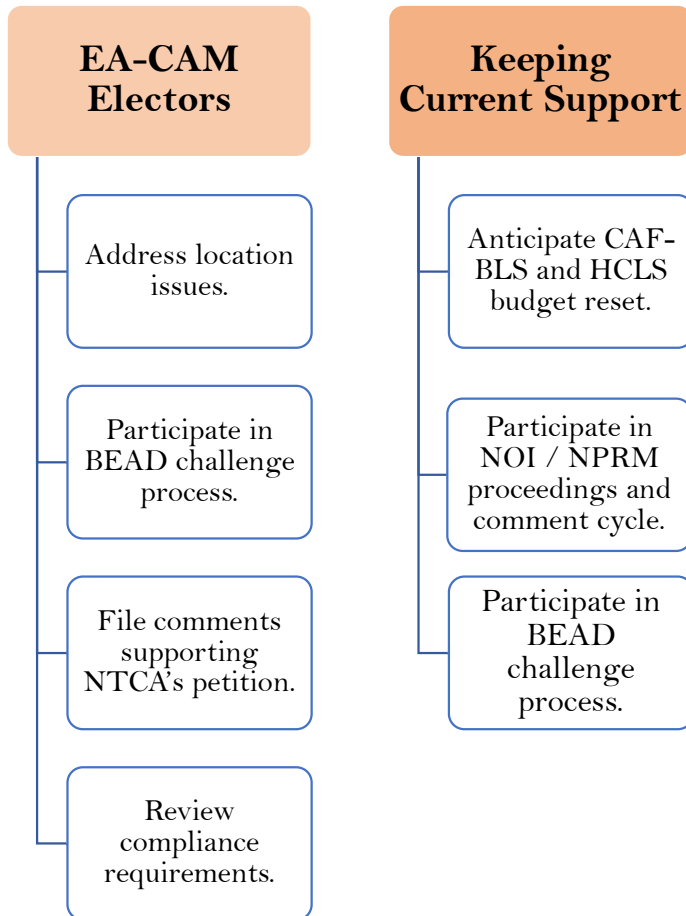 EA-CAM
Electors
Address location
issues.
Participate in
BEAD challenge
process.
File comments
supporting
NTCA’s petition.
Review
compliance
requirements.
Keeping
Current Support
Anticipate CAF-
BLS and HCLS
budget reset.
Participate in
NOI / NPRM
proceedings and
comment cycle.
Participate in
BEAD
challenge
process.